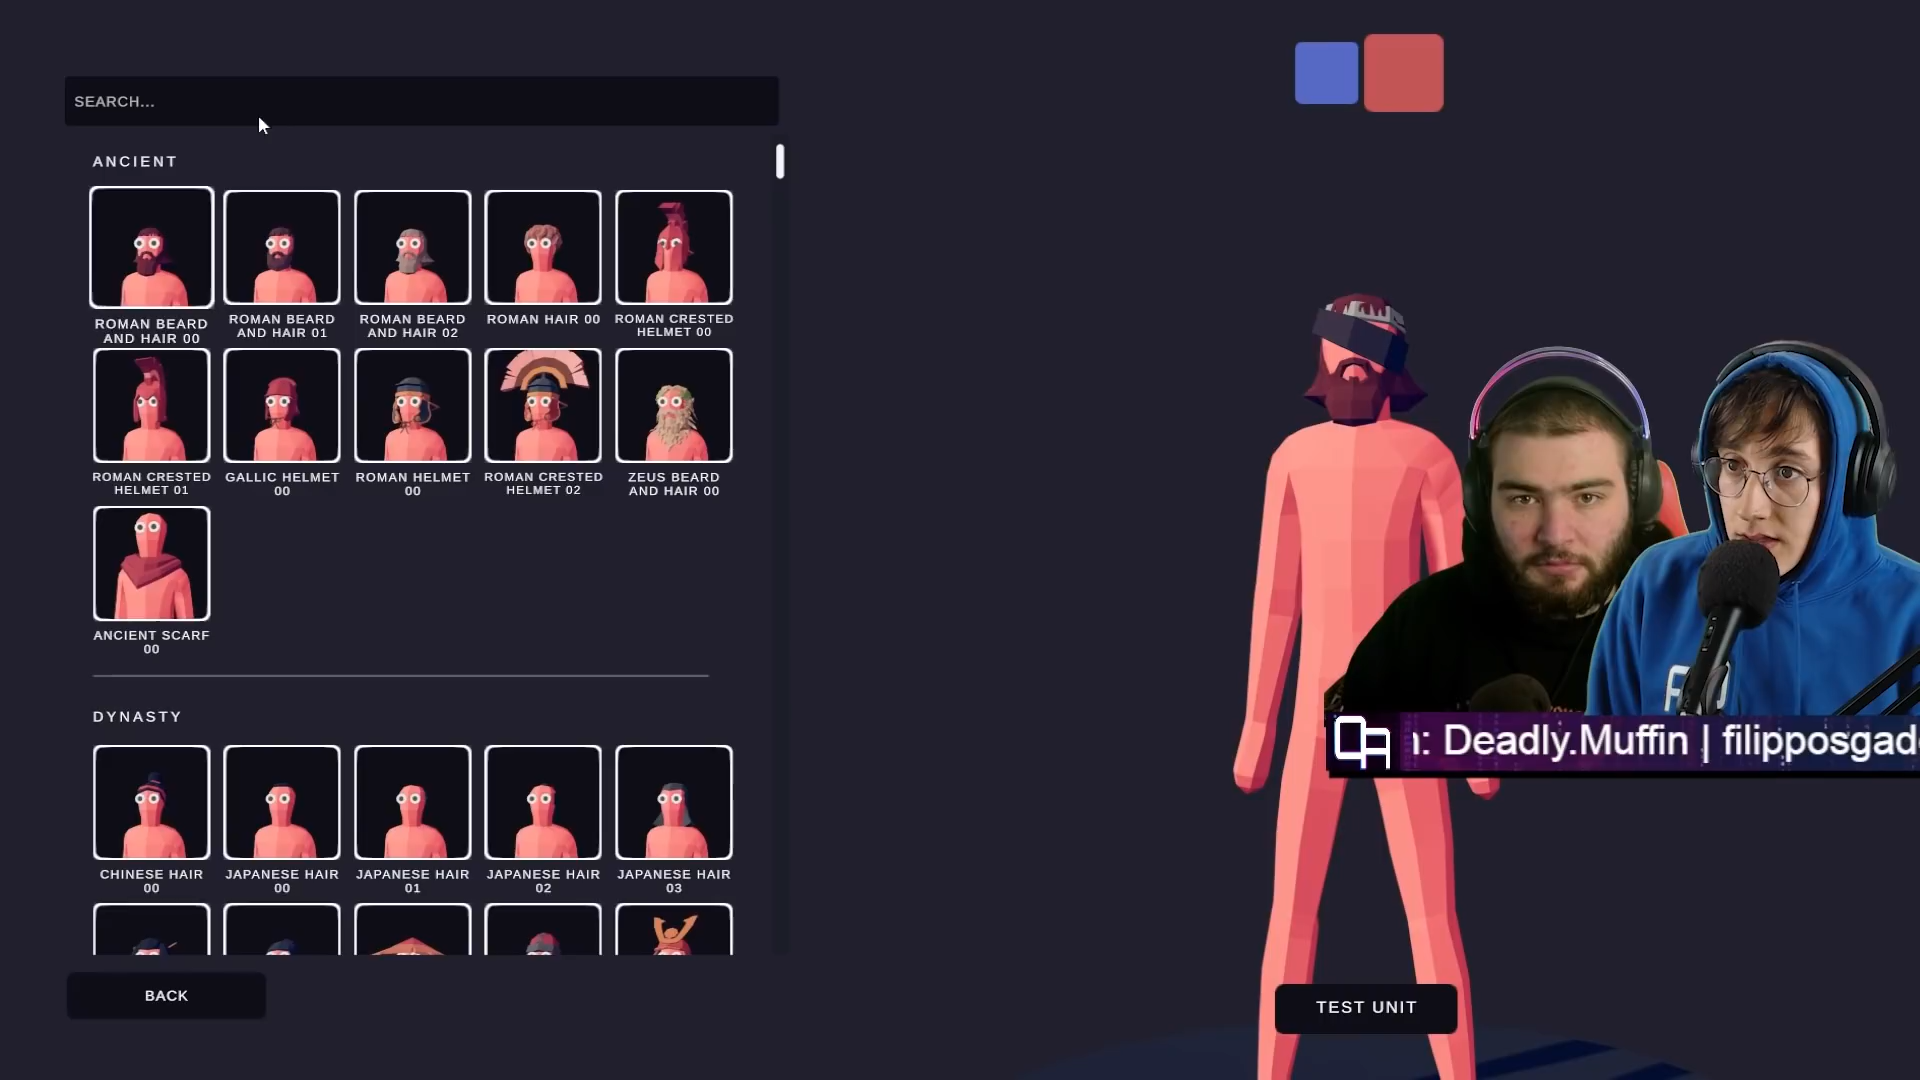 SEARCH...
ANCIENT
ROMAN BEARD
AND HAIR 00
ROMAN BEARD
AND HAIR 01
ROMAN BEARD
AND HAIR 02
ROMAN HAIR 00
ROMAN CRESTED
HELMET 00
ROMAN CRESTED
HELMET 01
GALLIC HELMET
00
ROMAN HELMET
00
ROMAN CRESTED
HELMET 02
ZEUS BEARD
AND HAIR 00
ANCIENT SCARF
00
DYNASTY
CHINESE HAIR
00
JAPANESE HAIR
00
JAPANESE HAIR
01
JAPANESE HAIR
02
JAPANESE HAIR
03
BACK
TEST UNIT
: Deadly.Muffin | filipposgad